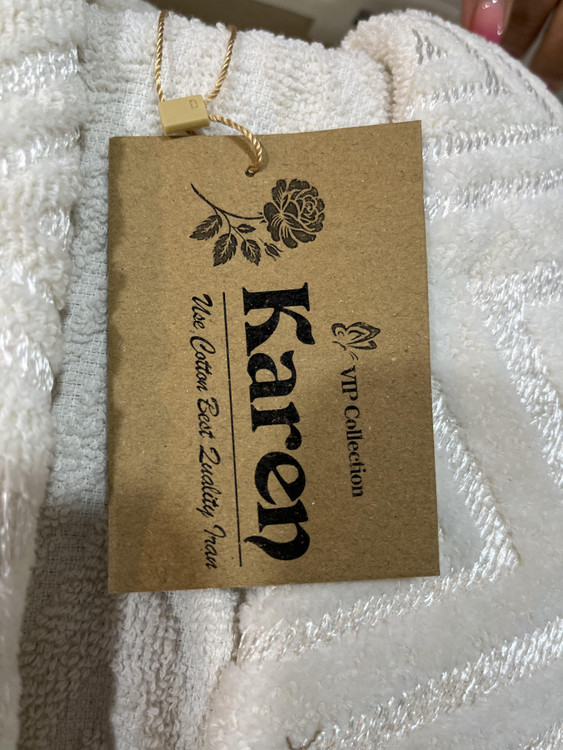 VIP Collection
Karen
Use, Cotton Best Quality Iran